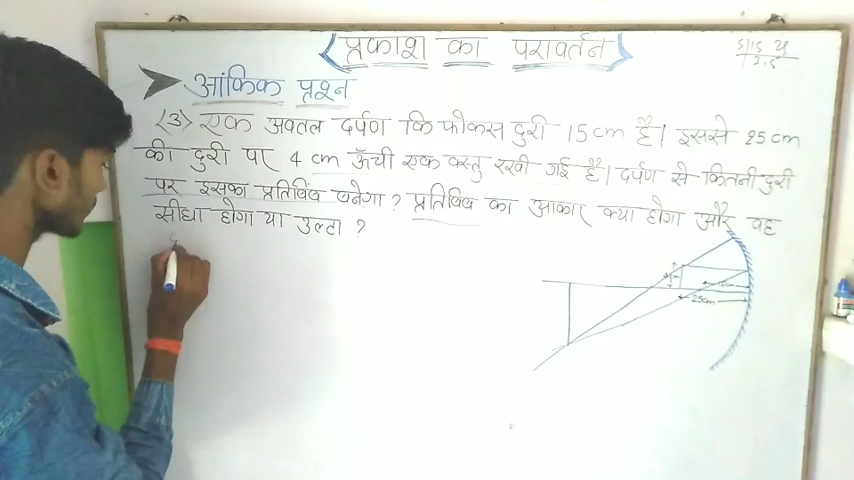 प्रकाश का परावर्तन
आंकिक प्रश्न
(3) एक अवतल दर्पण कि फोकस दुरी 15 cm है। इससे 25 cm
की दुरी पर 4 cm ऊँची एक वस्तु रखी गई है। दर्पण से कितनी दुरी
पर इसका प्रतिबिंब बनेगा? प्रतिबिंब का आकार क्या होगा और वह
सीधा होगा या उल्टा?
25cm